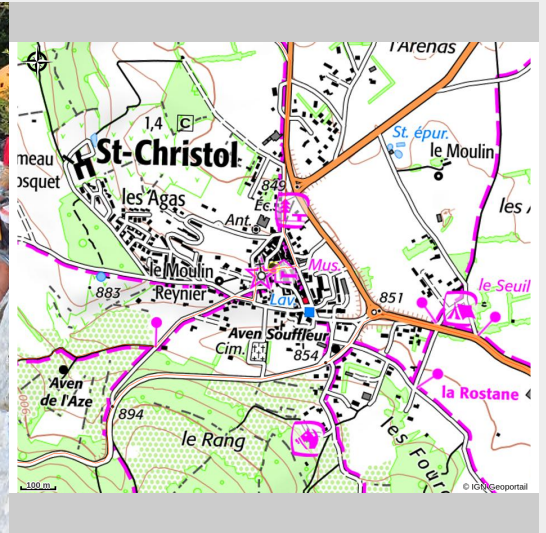 l'Arénas
1,4 C
St. épur.
St-Christol
le Moulin
meau
osquet
849
les Agas
Éc.
les
Ant.
le Moulin
Mus.
le Seuil
883
Reynier
Lav.
851
Aven Souffleur
Cim.
854
Aven
de l'Aze
la Rostane
900
894
le Rang
les Four
100 m
© IGN Geoportail